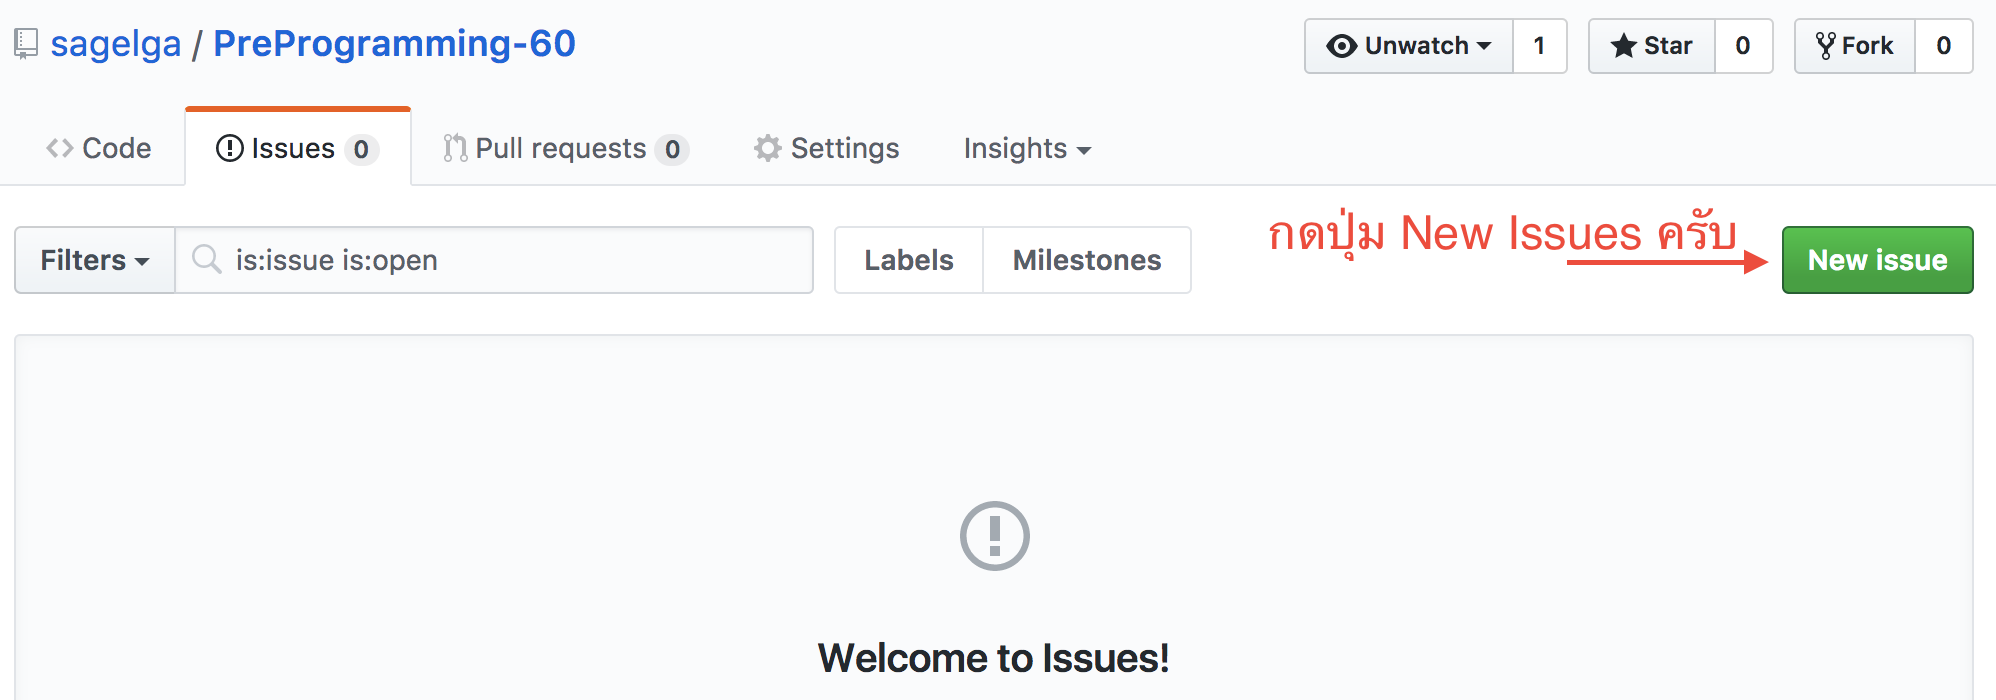 sagelga / PreProgramming-60
Unwatch 1
Star 0
Fork 0
Code
Issues 0
Pull requests 0
Settings
Insights
กดปุ่ม New Issues ครับ
Filters
is:issue is:open
Labels
Milestones
New issue
Welcome to Issues!